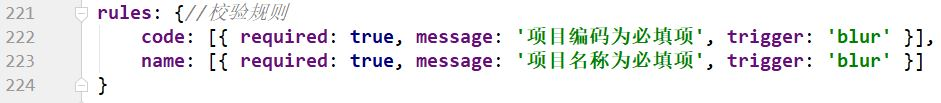 221 rules: {//校验规则
222     code: [{ required: true, message: '项目编码为必填项', trigger: 'blur' }],
223     name: [{ required: true, message: '项目名称为必填项', trigger: 'blur' }]
224 }